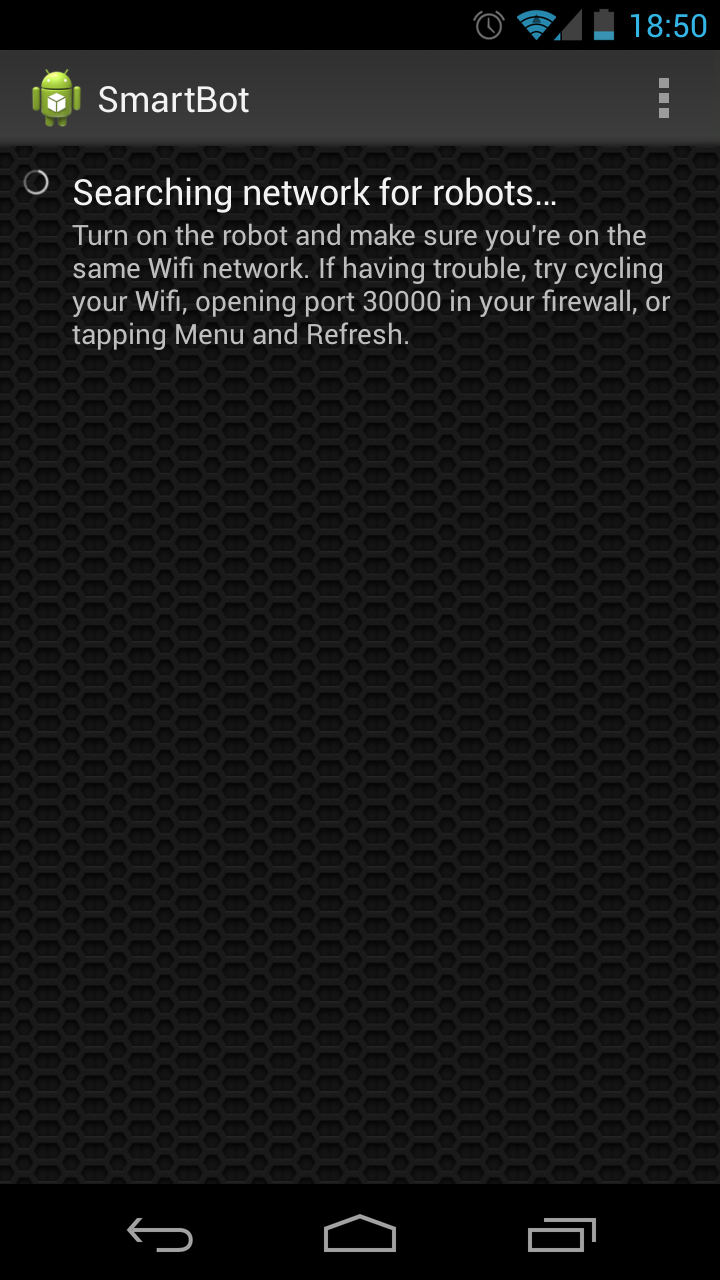 18:50
SmartBot
Searching network for robots...
Turn on the robot and make sure you're on the
same Wifi network. If having trouble, try cycling
your Wifi, opening port 30000 in your firewall, or
tapping Menu and Refresh.